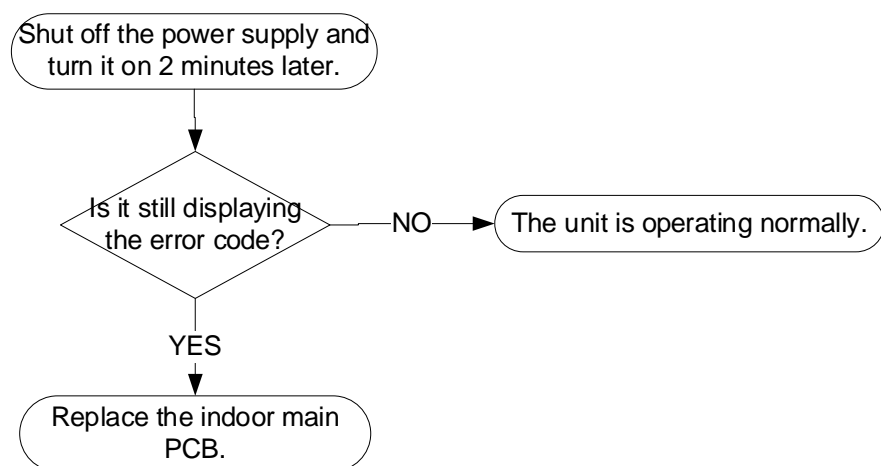 Shut off the power supply and
turn it on 2 minutes later.
Is it still displaying
the error code?
NO
The unit is operating normally.
YES
Replace the indoor main
PCB.